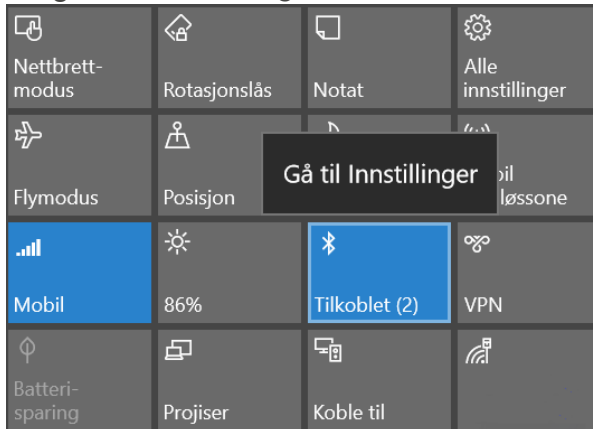 Nettbrett-
modus
Rotasjonslås
Notat
Alle
innstillinger
Flymodus
Posisjon
Gå til Innstillinger
øssone
Mobil
86%
Tilkoblet (2)
VPN
Batteri-
sparing
Projiser
Koble til